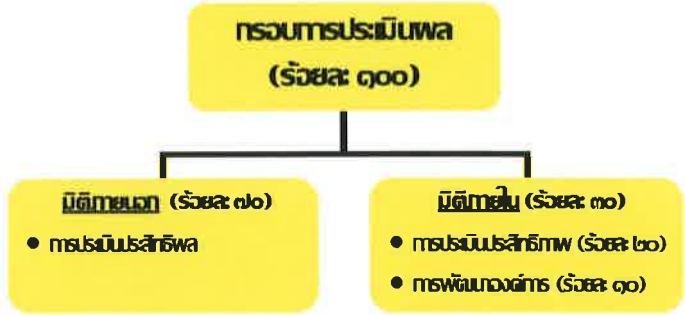 กรอบการประเมินผล
(ร้อยละ ๑๐๐)
มิติภายนอก (ร้อยละ ๗๐)
● การประเมินประสิทธิผล
มิติภายใน (ร้อยละ ๓๐)
● การประเมินประสิทธิภาพ (ร้อยละ ๒๐)
● การพัฒนาองค์การ (ร้อยละ ๑๐)